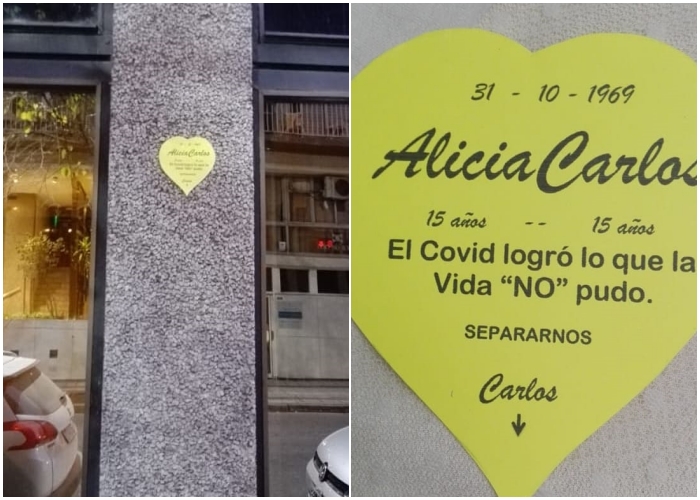 AliciaCarlos
31 - 10 - 1969
AliciaCarlos
15 años -- 15 años
El Covid logró lo que la
Vida "NO" pudo.
SEPARARNOS
Carlos